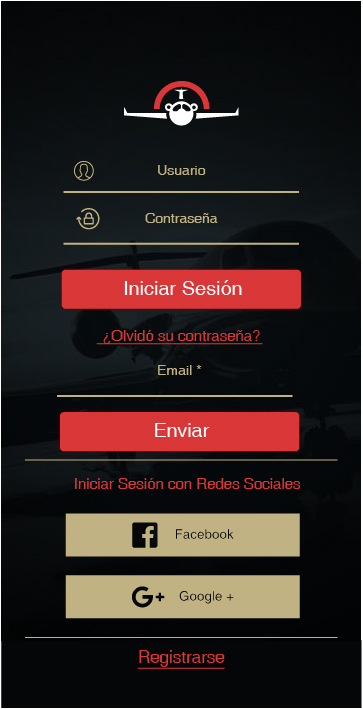 Usuario
Contraseña
Iniciar Sesión
¿Olvidó su contraseña?
Email *
Enviar
Iniciar Sesión con Redes Sociales
Facebook
Google +
Registrarse